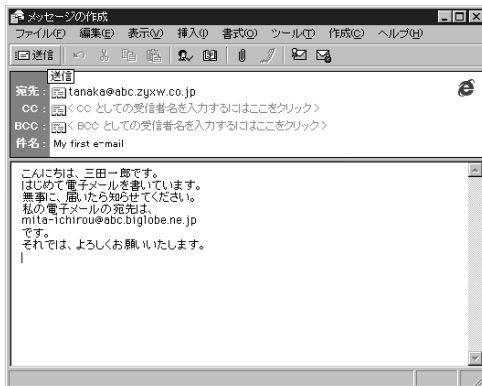 メッセージの作成
ファイル(F) 編集(E) 表示(V) 挿入(I) 書式(O) ツール(T) 作成(C) ヘルプ(H)
送信
送信
宛先: tanaka@abc.zyxw.co.jp
CC: < CC としての受信者名を入力するにはここをクリック >
BCC: < BCC としての受信者名を入力するにはここをクリック >
件名: My first e-mail
こんにちは、三田一郎です。
はじめて電子メールを書いています。
無事に、届いたら知らせてください。
私の電子メールの宛先は、
mita-ichirou@abc.biglobe.ne.jp
です。
それでは、よろしくお願いいたします。